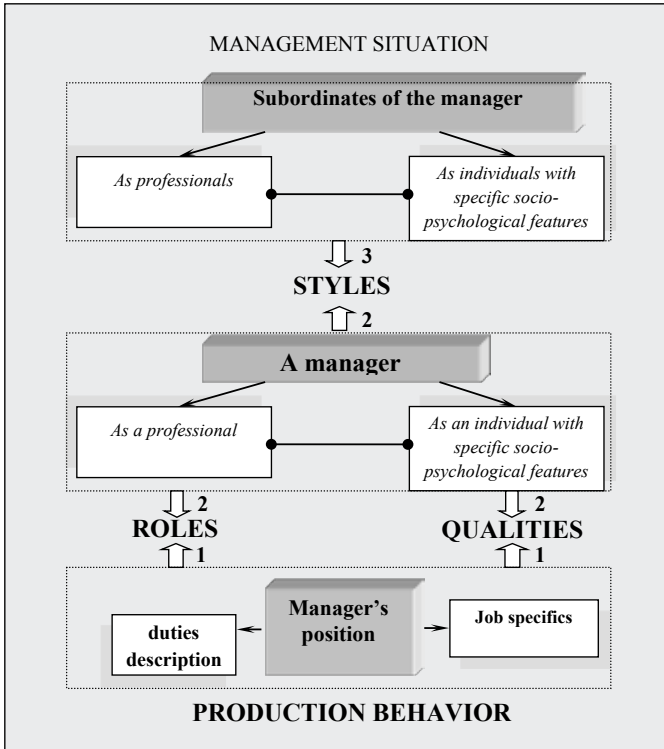 MANAGEMENT SITUATION
Subordinates of the manager
As professionals
As individuals with
specific socio-
psychological features
3
STYLES
2
A manager
As a professional
As an individual with
specific socio-
psychological features
2
2
ROLES
QUALITIES
1
1
duties
description
Manager's
position
Job specifics
PRODUCTION BEHAVIOR